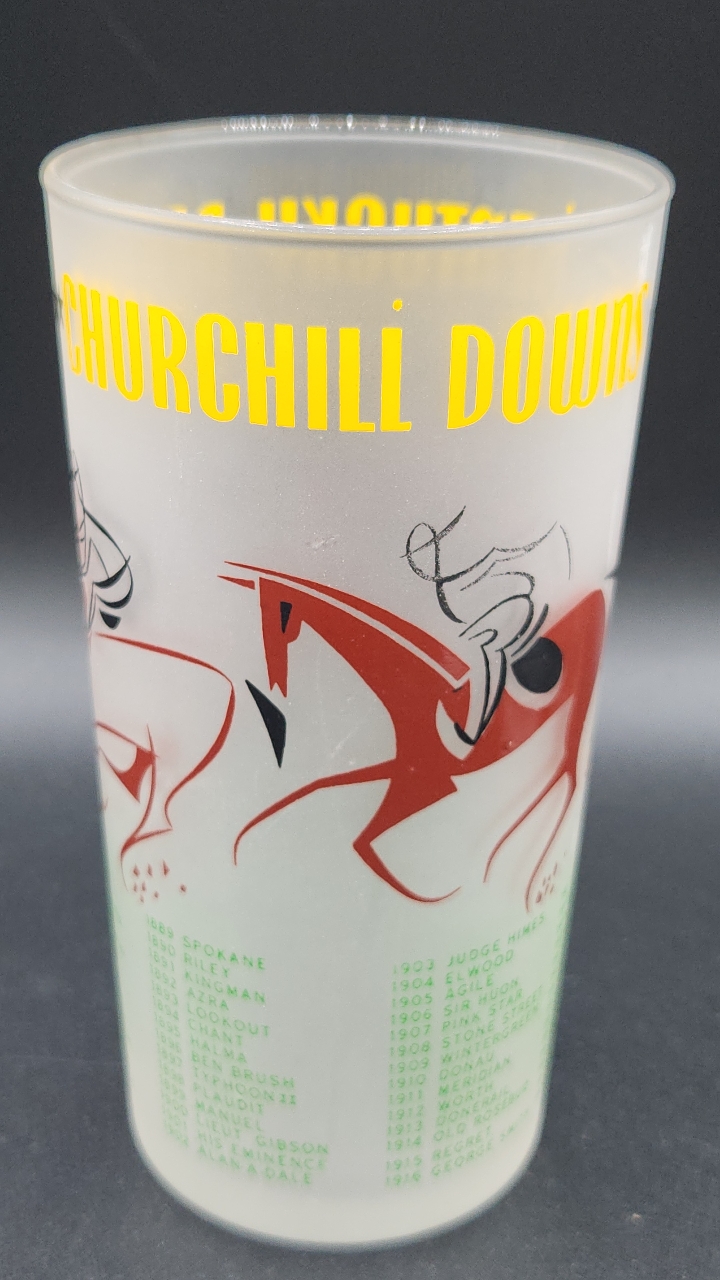 CHURCHILL DOWNS
1889 SPOKANE
1890 RILEY
1891 KINGMAN
1892 AZRA
1893 LOOKOUT
1894 CHANT
1895 HALMA
1896 BEN BRUSH
1897 TYPHOON II
1898 PLAUDIT
MANUEL
LIEUT. GIBSON
HIS EMINENCE
1902 ALAN A DALE
1903 JUDGE HIMES
1904 ELWOOD
1905 AGILE
1906 SIR HUON
1907 PINK STAR
1908 STONE STREET
1909 WINTERGREEN
1910 DONAU
1911 MERIDIAN
1912 WORTH
1913 DONERAIL
1914 OLD ROSEBUD
1915 REGRET
1916 GEORGE SMITH